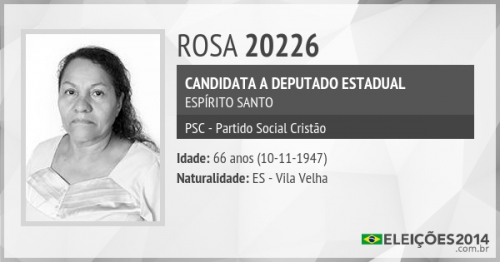 ROSA 20226
CANDIDATA A DEPUTADO ESTADUAL
ESPÍRITO SANTO
PSC - Partido Social Cristão
Idade: 66 anos (10-11-1947)
Naturalidade: ES - Vila Velha
ELEIÇÕES2014
.com.br